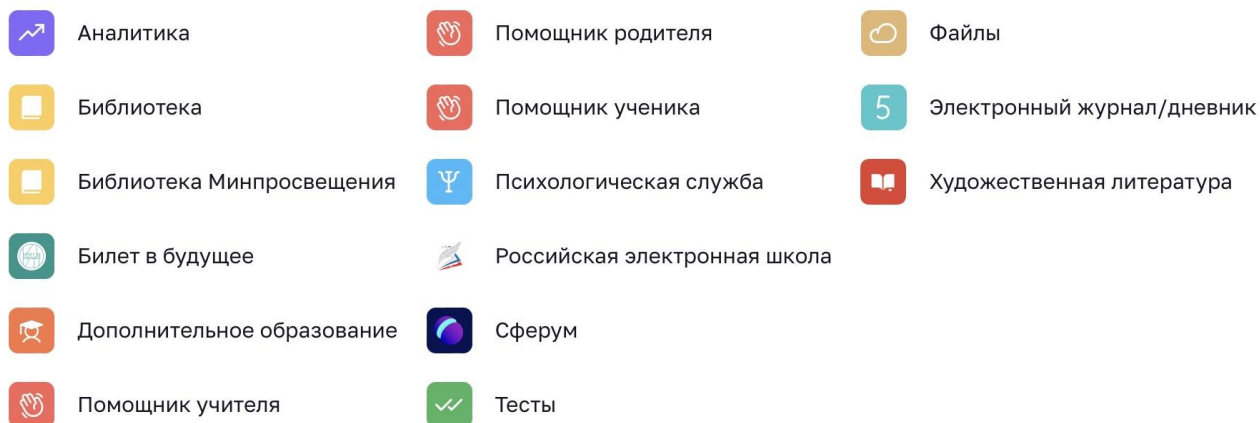 Аналитика
Библиотека
Библиотека Минпросвещения
Билет в будущее
Дополнительное образование
Помощник учителя
Помощник родителя
Помощник ученика
Психологическая служба
Российская электронная школа
Сферум
Тесты
Файлы
5
Электронный журнал/дневник
Художественная литература